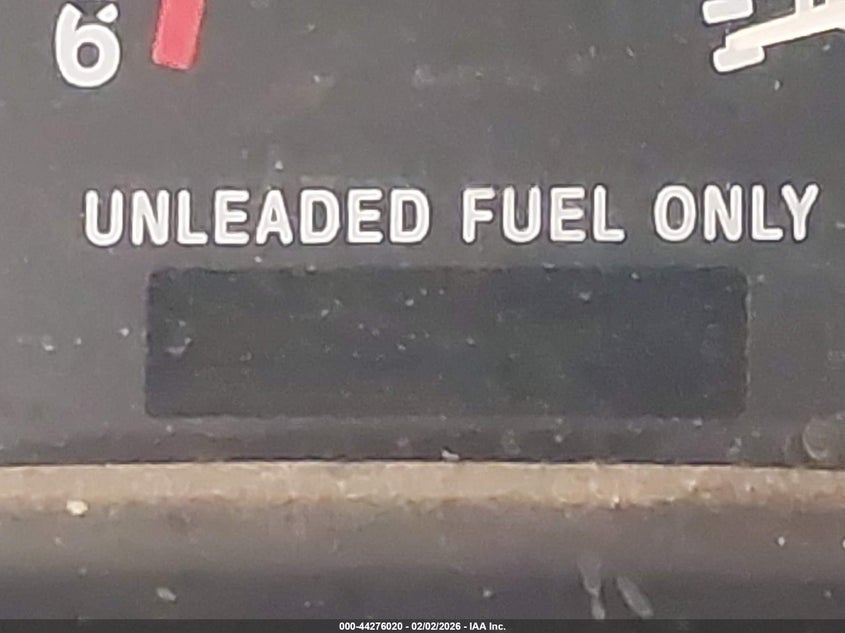 6
UNLEADED FUEL ONLY
000-44276020 - 02/02/2026 - IAA Inc.